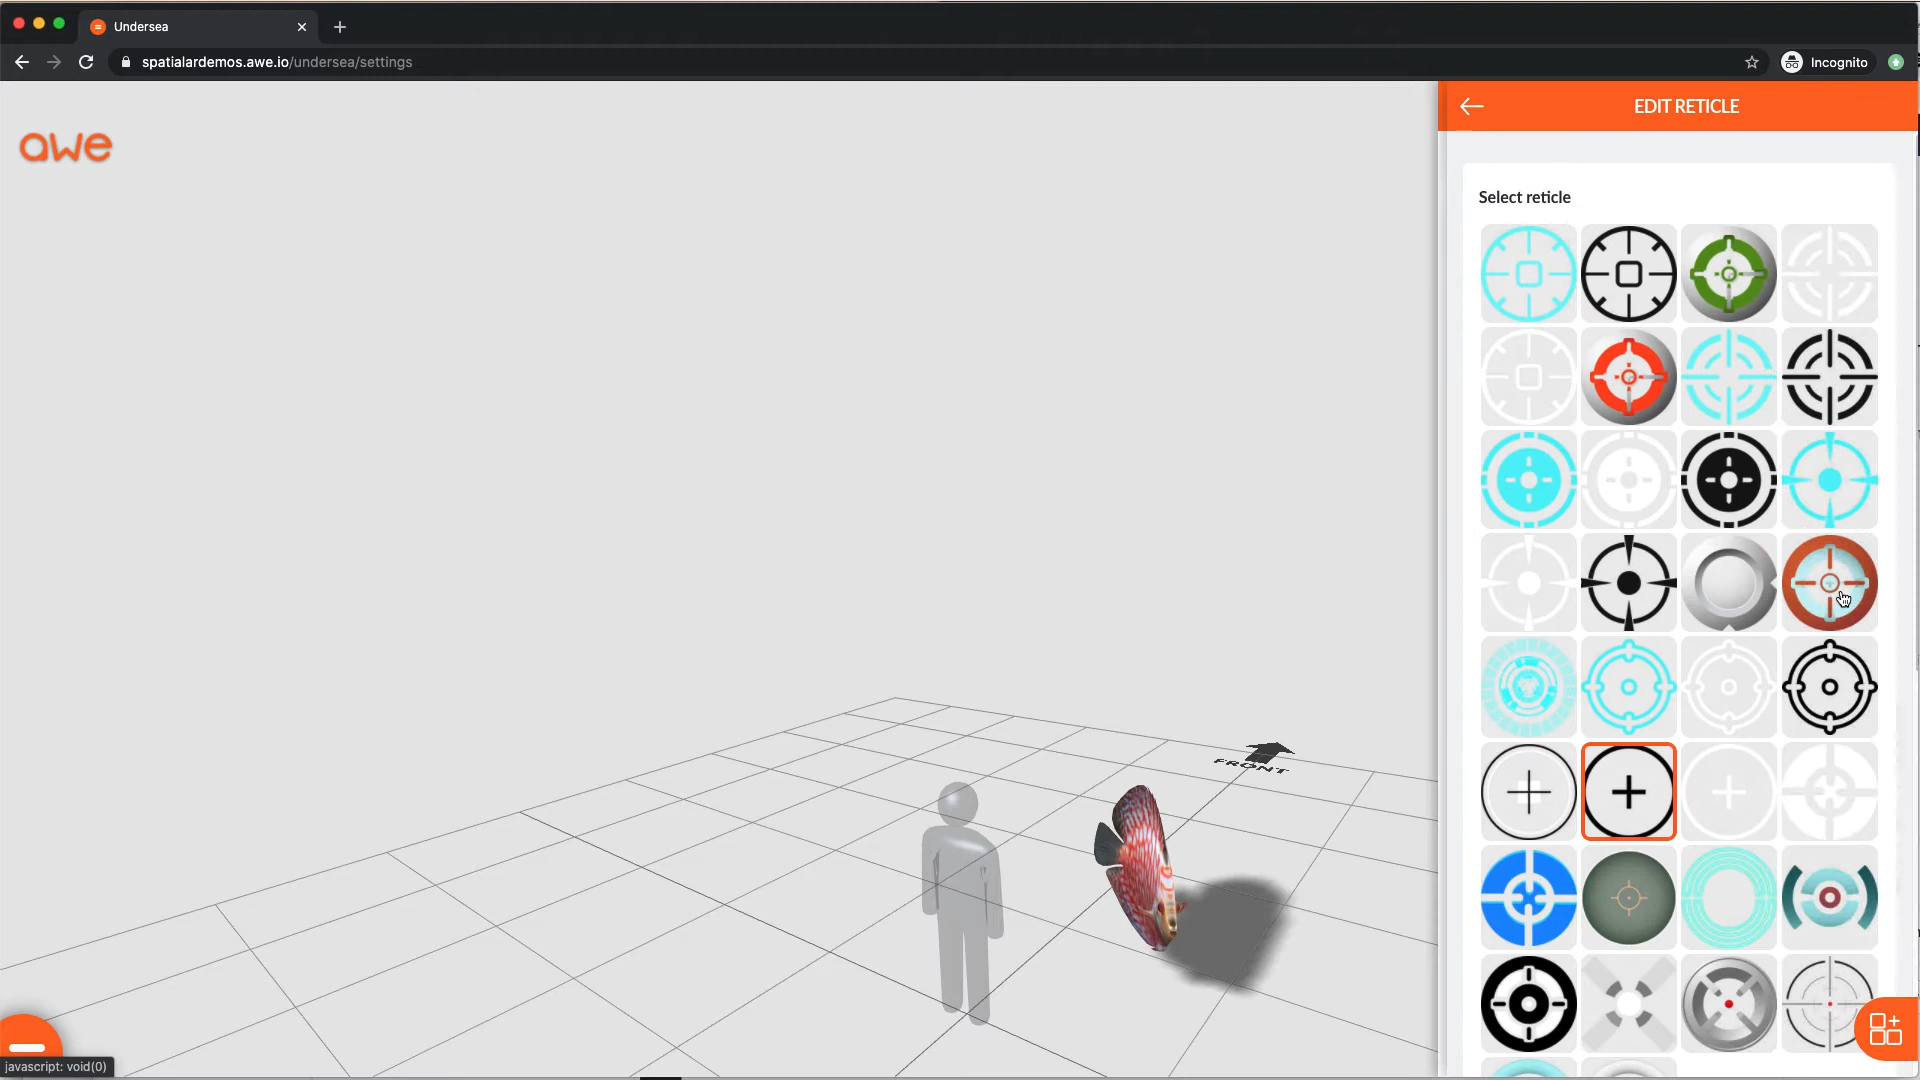 Undersea
spatialardemos.awe.io/undersea/settings
Incognito
awe
EDIT RETICLE
Select reticle
FRONT
javascript: void(0)